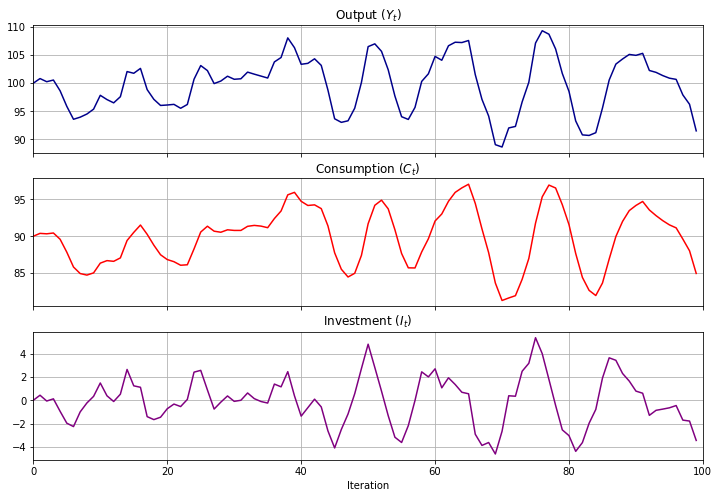 Output (Y_t)
110
105
100
95
90
Consumption (C_t)
95
90
85
Investment (I_t)
4
2
0
−2
−4
0 20 40 60 80 100
Iteration